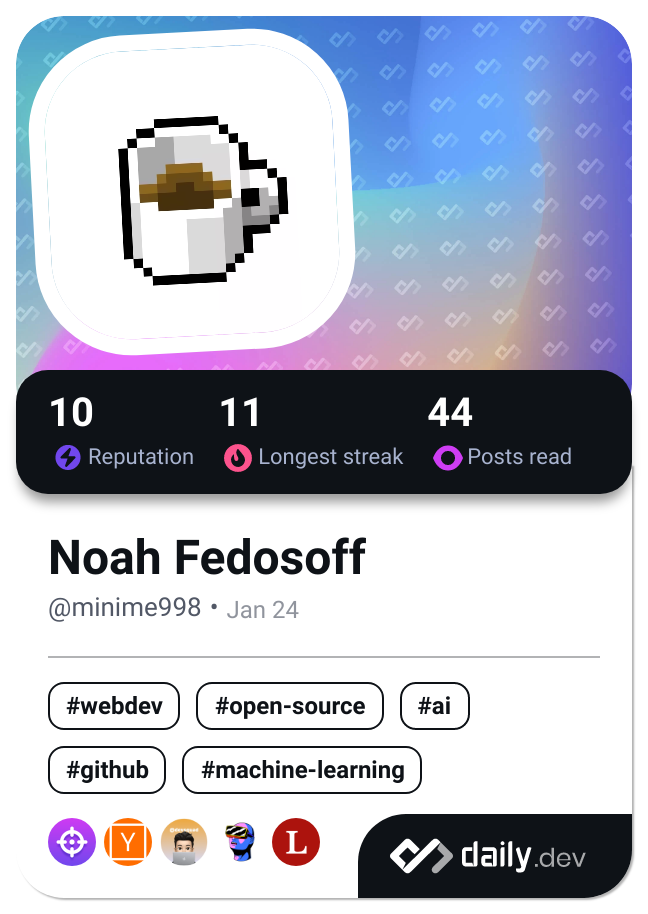 10 11 44
Reputation Longest streak Posts read
Noah Fedosoff
@minime998 • Jan 24
#webdev #open-source #ai
#github #machine-learning
Y L
daily.dev